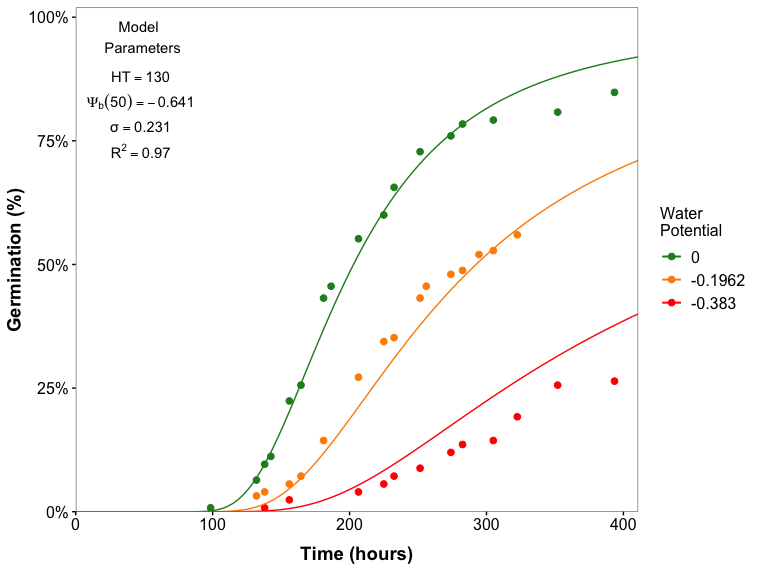 Model
Parameters
HT = 130
Ψb(50) = −0.641
σ = 0.231
R² = 0.97
100%
75%
50%
25%
0%
Germination (%)
0 100 200 300 400
Time (hours)
Water
Potential
0
-0.1962
-0.383